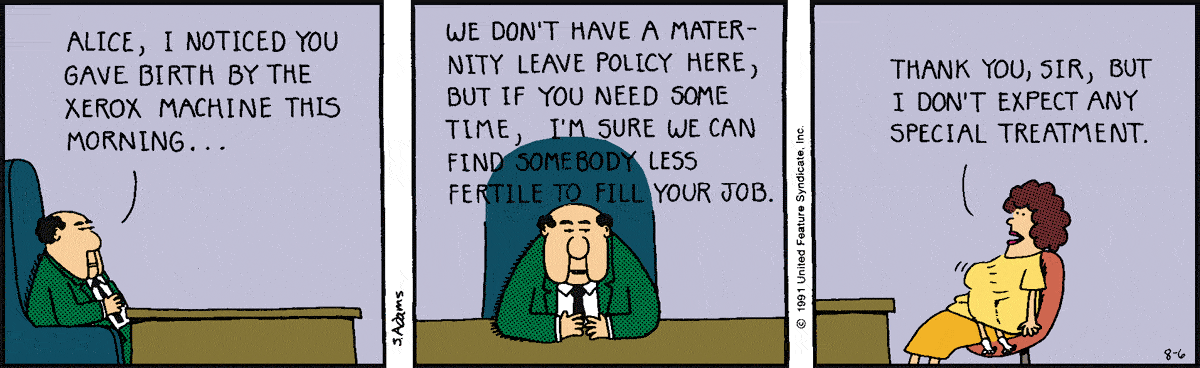 ALICE, I NOTICED YOU
GAVE BIRTH BY THE
XEROX MACHINE THIS
MORNING...
S.Adams
WE DON'T HAVE A MATER-
NITY LEAVE POLICY HERE,
BUT IF YOU NEED SOME
TIME, I'M SURE WE CAN
FIND SOMEBODY LESS
FERTILE TO FILL YOUR JOB.
© 1991 United Feature Syndicate, Inc.
THANK YOU, SIR, BUT
I DON'T EXPECT ANY
SPECIAL TREATMENT.
8-6